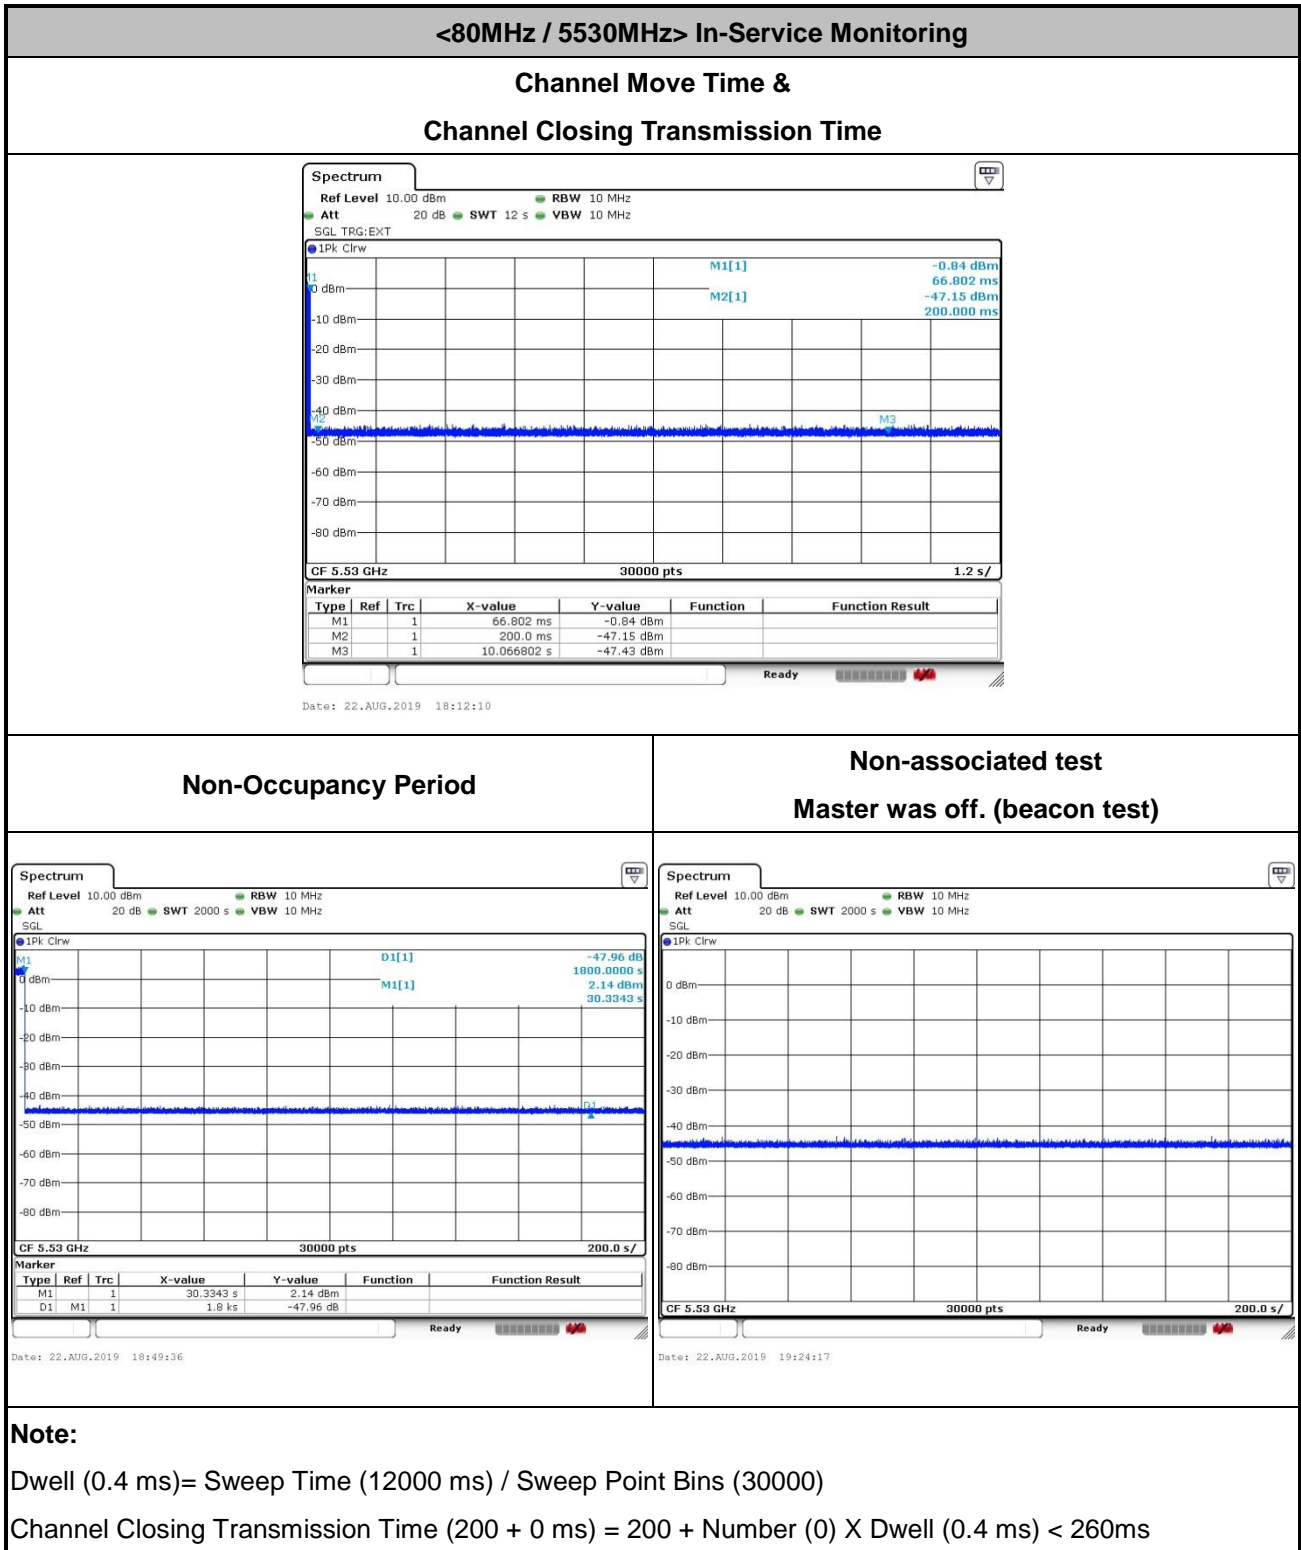 <80MHz / 5530MHz> In-Service Monitoring
Channel Move Time &
Channel Closing Transmission Time
Spectrum
Ref Level 10.00 dBm RBW 10 MHz
Att 20 dB SWT 12 s VBW 10 MHz
SGL TRG:EXT
1Pk Clrw
M1[1] -0.84 dBm
66.802 ms
M2[1] -47.15 dBm
200.000 ms
M1
0 dBm
-10 dBm
-20 dBm
-30 dBm
-40 dBm
M2
M3
-50 dBm
-60 dBm
-70 dBm
-80 dBm
CF 5.53 GHz 30000 pts 1.2 s/
Marker
Type Ref Trc X-value Y-value Function Function Result
M1 1 66.802 ms -0.84 dBm
M2 1 200.0 ms -47.15 dBm
M3 1 10.066802 s -47.43 dBm
Ready
Date: 22.AUG.2019 18:12:10
Non-Occupancy Period
Non-associated test
Master was off. (beacon test)
Spectrum
Ref Level 10.00 dBm RBW 10 MHz
Att 20 dB SWT 2000 s VBW 10 MHz
SGL
1Pk Clrw
D1[1] -47.96 dB
1800.0000 s
M1[1] 2.14 dBm
30.3343 s
M1
0 dBm
-10 dBm
-20 dBm
-30 dBm
-40 dBm
D1
-50 dBm
-60 dBm
-70 dBm
-80 dBm
CF 5.53 GHz 30000 pts 200.0 s/
Marker
Type Ref Trc X-value Y-value Function Function Result
M1 1 30.3343 s 2.14 dBm
D1 M1 1 1.8 ks -47.96 dB
Ready
Date: 22.AUG.2019 18:49:36
Spectrum
Ref Level 10.00 dBm RBW 10 MHz
Att 20 dB SWT 2000 s VBW 10 MHz
SGL
1Pk Clrw
0 dBm
-10 dBm
-20 dBm
-30 dBm
-40 dBm
-50 dBm
-60 dBm
-70 dBm
-80 dBm
CF 5.53 GHz 30000 pts 200.0 s/
Ready
Date: 22.AUG.2019 19:24:17
Note:
Dwell (0.4 ms)= Sweep Time (12000 ms) / Sweep Point Bins (30000)
Channel Closing Transmission Time (200 + 0 ms) = 200 + Number (0) X Dwell (0.4 ms) < 260ms